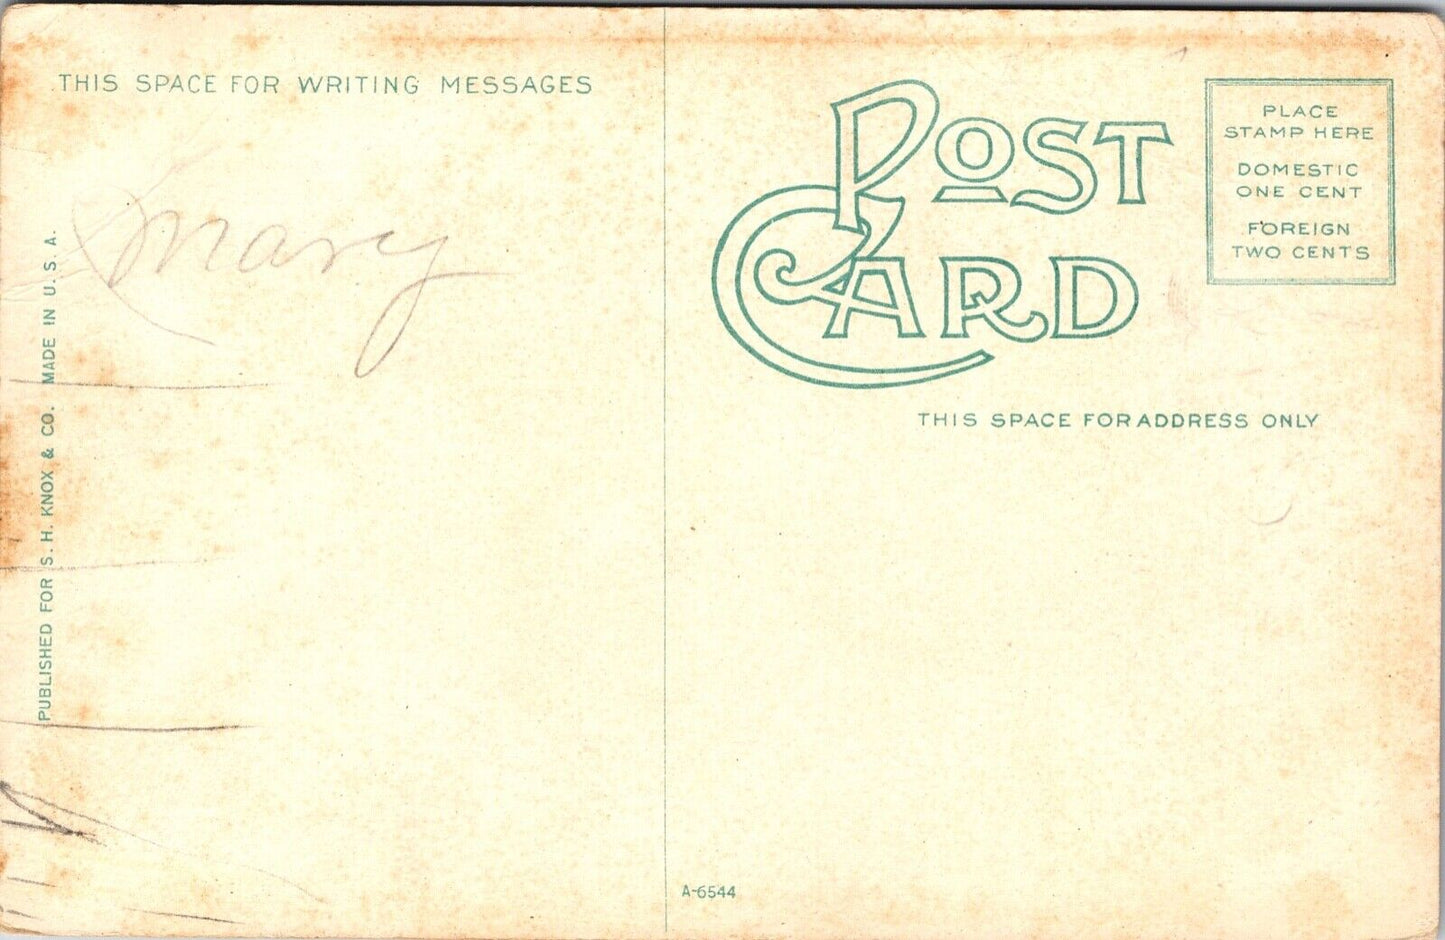 THIS SPACE FOR WRITING MESSAGES
Mary
PUBLISHED FOR S. H. KNOX & CO. MADE IN U. S. A.
POST
CARD
THIS SPACE FOR ADDRESS ONLY
PLACE
STAMP HERE
DOMESTIC
ONE CENT
FOREIGN
TWO CENTS
A-6544